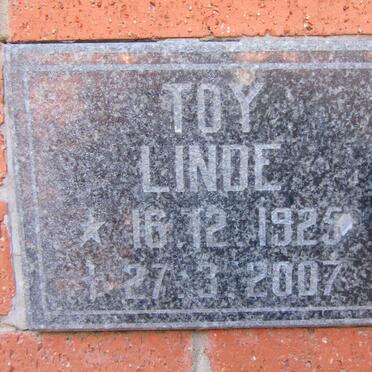 TOY
LINDE
* 16.12.1925
† 27.3.2007